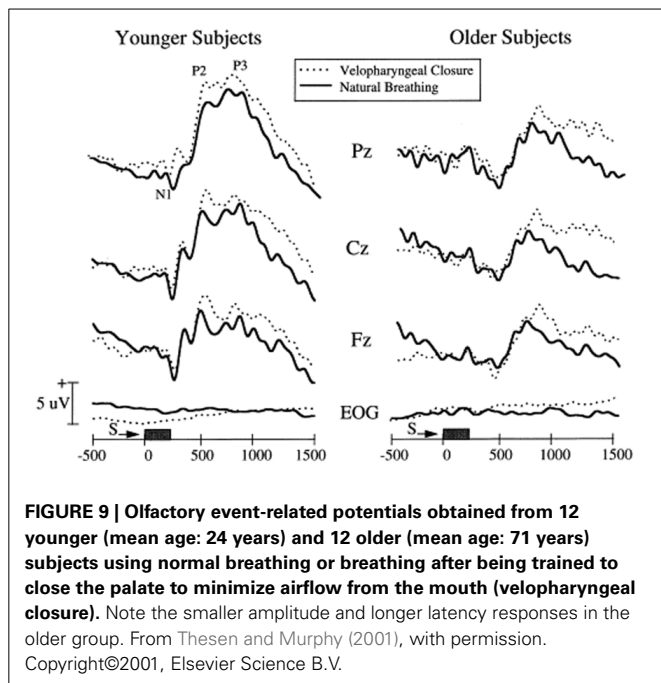 Younger Subjects
Older Subjects
Velopharyngeal Closure
Natural Breathing
P2
P3
N1
Pz
Cz
Fz
EOG
+
5 uV
S
-500 0 500 1000 1500
S
-500 0 500 1000 1500
FIGURE 9 | Olfactory event-related potentials obtained from 12
younger (mean age: 24 years) and 12 older (mean age: 71 years)
subjects using normal breathing or breathing after being trained to
close the palate to minimize airflow from the mouth (velopharyngeal
closure). Note the smaller amplitude and longer latency responses in the
older group. From Thesen and Murphy (2001), with permission.
Copyright©2001, Elsevier Science B.V.